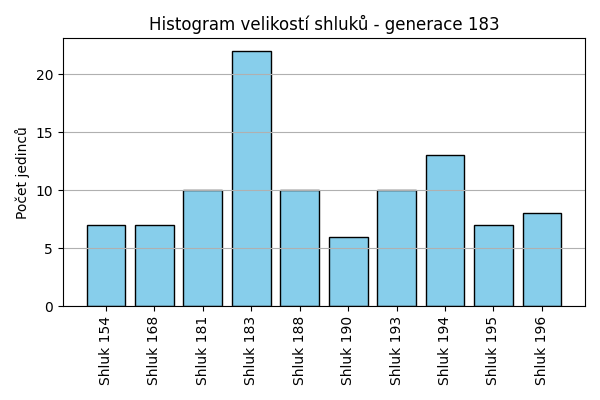 Histogram velikostí shluků - generace 183
Počet jedinců
20
15
10
5
0
Shluk 154
Shluk 168
Shluk 181
Shluk 183
Shluk 188
Shluk 190
Shluk 193
Shluk 194
Shluk 195
Shluk 196